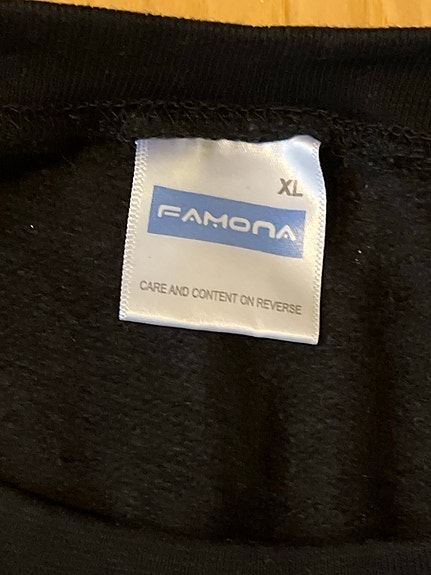 XL
FAMONA
CARE AND CONTENT ON REVERSE